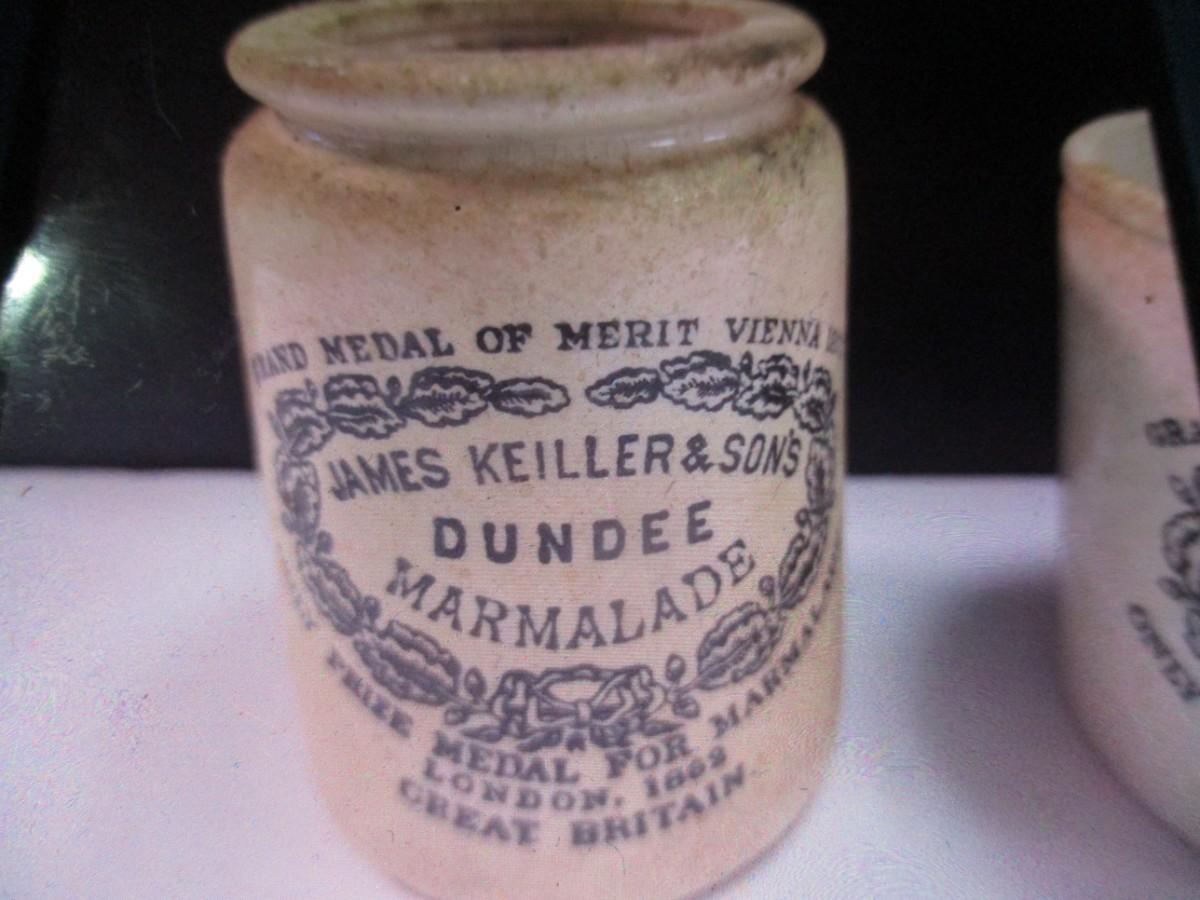 GRAND MEDAL OF MERIT VIENNA
JAMES KEILLER & SON'S
DUNDEE
MARMALADE
PRIZE MEDAL FOR MARMALADE
LONDON, 1862
GREAT BRITAIN